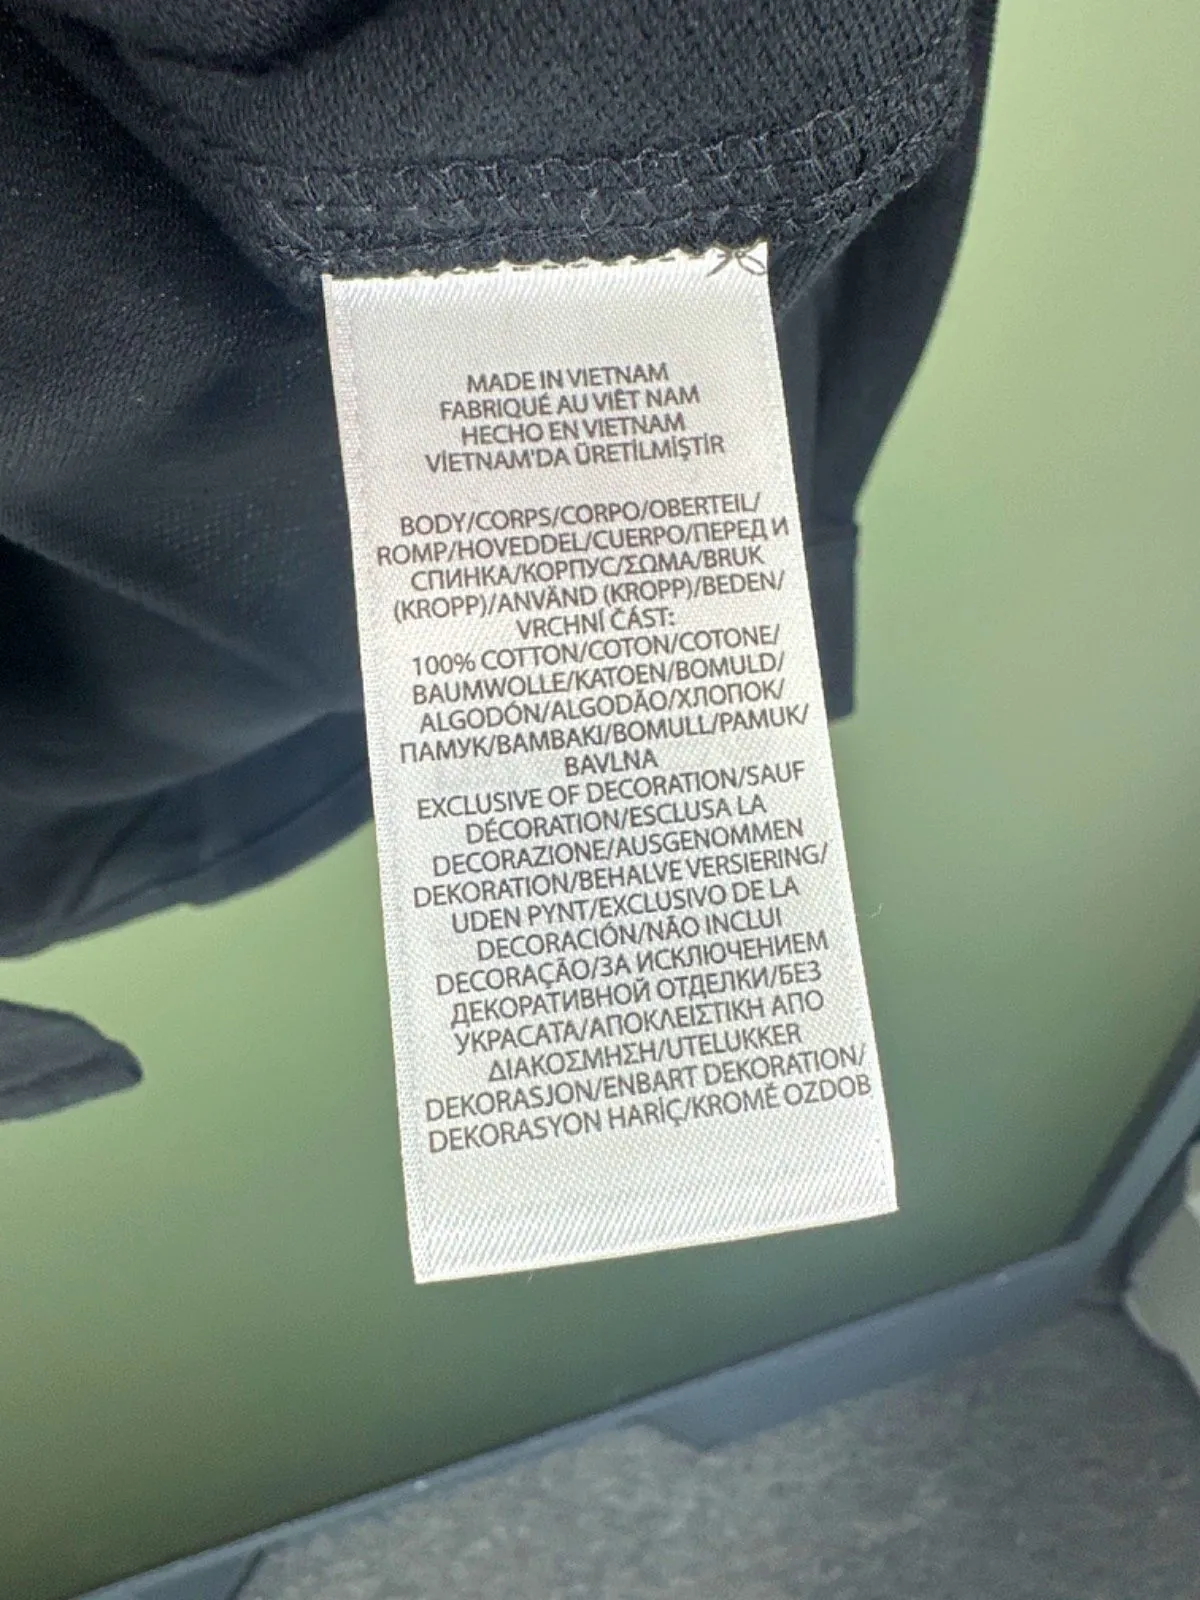 MADE IN VIETNAM
FABRIQUÉ AU VIÊT NAM
HECHO EN VIETNAM
VİETNAM'DA ÜRETİLMİŞTİR
BODY/CORPS/CORPO/OBERTEIL/
ROMP/HOVEDDEL/CUERPO/ПЕРЕД И
СПИНКА/КОРПУС/ΣΩΜΑ/BRUK
(KROPP)/ANVÄND (KROPP)/BEDEN/
VRCHNÍ ČÁST:
100% COTTON/COTON/COTONE/
BAUMWOLLE/KATOEN/BOMULD/
ALGODÓN/ALGODÃO/ХЛОПОК/
ПАМУК/ΒΑΜΒΑΚΙ/BOMULL/PAMUK/
BAVLNA
EXCLUSIVE OF DECORATION/SAUF
DÉCORATION/ESCLUSA LA
DECORAZIONE/AUSGENOMMEN
DEKORATION/BEHALVE VERSIERING/
UDEN PYNT/EXCLUSIVO DE LA
DECORACIÓN/NÃO INCLUI
DECORAÇÃO/ЗА ИСКЛЮЧЕНИЕМ
ДЕКОРАТИВНОЙ ОТДЕЛКИ/БЕЗ
УКРАСАТА/ΑΠΟΚΛΕΙΣΤΙΚΗ ΑΠΟ
ΔΙΑΚΟΣΜΗΣΗ/UTELUKKER
DEKORASJON/ENBART DEKORATION/
DEKORASYON HARİÇ/KROMĚ OZDOB